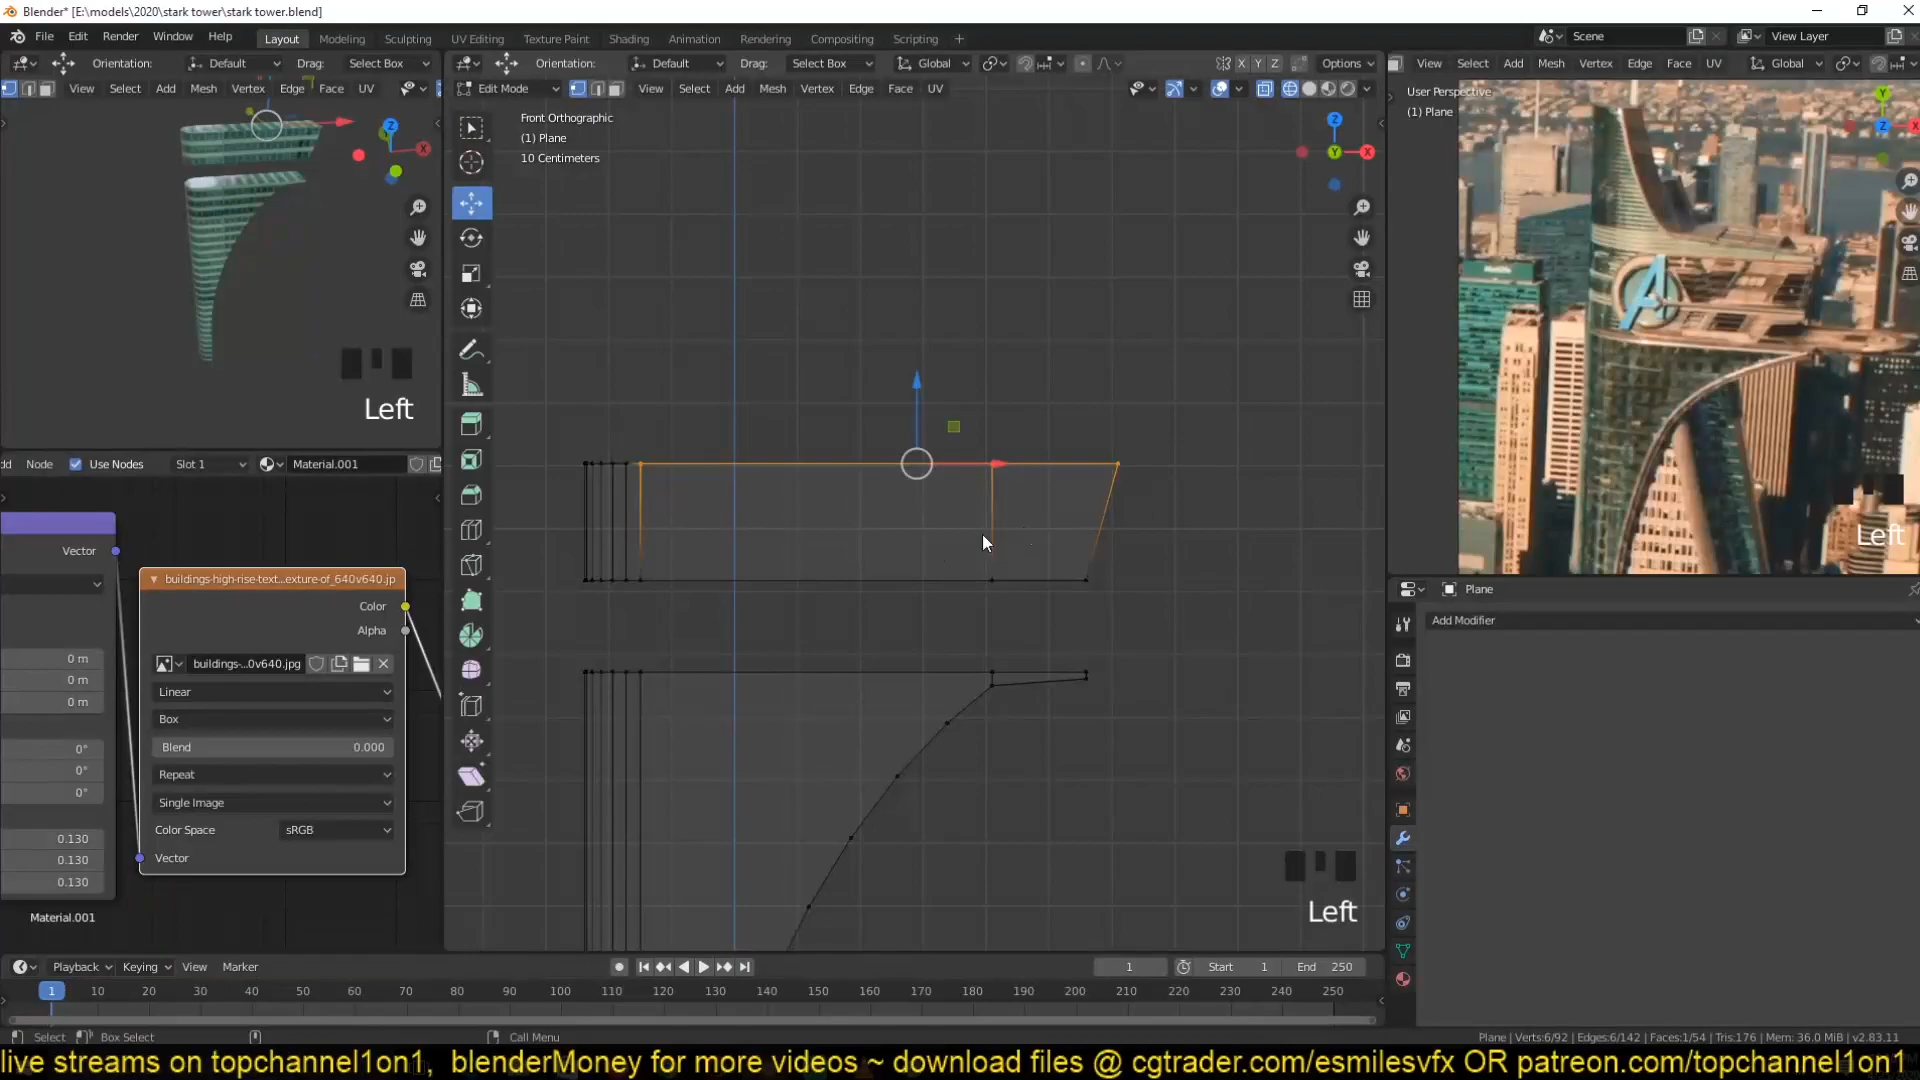 Blender* [E:\models\2020\stark tower\stark tower.blend]
File Edit Render Window Help Layout Modeling Sculpting UV Editing Texture Paint Shading Animation Rendering Compositing Scripting + Scene View Layer
Orientation: Default Drag: Select Box
Orientation: Default Drag: Select Box Global X Y Z Options
View Select Add Mesh Vertex Edge Face UV Global
View Select Add Mesh Vertex Edge Face UV
Edit Mode View Select Add Mesh Vertex Edge Face UV
Front Orthographic
(1) Plane
10 Centimeters
User Perspective
(1) Plane
Z
X
Z
Y
X
Y
Z
X
Left
Left
dd Node Use Nodes Slot 1 Material.001
Vector
buildings-high-rise-text...exture-of_640v640.jp
Color
Alpha
buildings-...0v640.jpg
Linear
Box
Blend 0.000
Repeat
Single Image
Color Space sRGB
Vector
0 m
0 m
0 m
0°
0°
0°
0.130
0.130
0.130
Material.001
Left
Plane
Add Modifier
Playback Keying View Marker 1 Start 1 End 250
1 10 20 30 40 50 60 70 80 90 100 110 120 130 140 150 160 170 180 190 200 210 220 230 240 250
Select Box Select Call Menu Plane | Verts:6/92 | Edges:6/142 | Faces:1/54 | Tris:176 | Mem: 36.0 MiB | v2.83.11
live streams on topchannel1on1, blenderMoney for more videos ~ download files @ cgtrader.com/esmilesvfx OR patreon.com/topchannel1on1